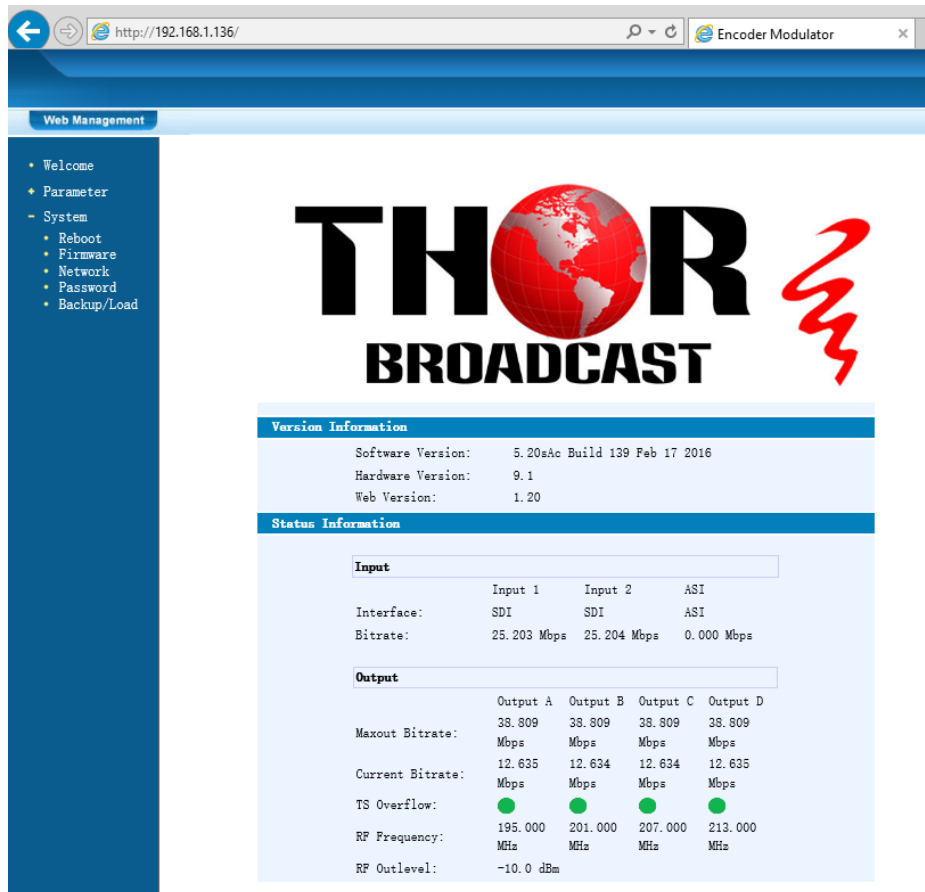 http://192.168.1.136/
Encoder Modulator
Web Management
Welcome
Parameter
System
Reboot
Firmware
Network
Password
Backup/Load
THOR
BROADCAST
Version Information
Software Version: 5.20sAc Build 139 Feb 17 2016
Hardware Version: 9.1
Web Version: 1.20
Status Information
Input
Input 1 Input 2 ASI
Interface: SDI SDI ASI
Bitrate: 25.203 Mbps 25.204 Mbps 0.000 Mbps
Output
Output A Output B Output C Output D
Maxout Bitrate: 38.809 Mbps 38.809 Mbps 38.809 Mbps 38.809 Mbps
Current Bitrate: 12.635 Mbps 12.634 Mbps 12.634 Mbps 12.635 Mbps
TS Overflow:
RF Frequency: 195.000 MHz 201.000 MHz 207.000 MHz 213.000 MHz
RF Outlevel: -10.0 dBm